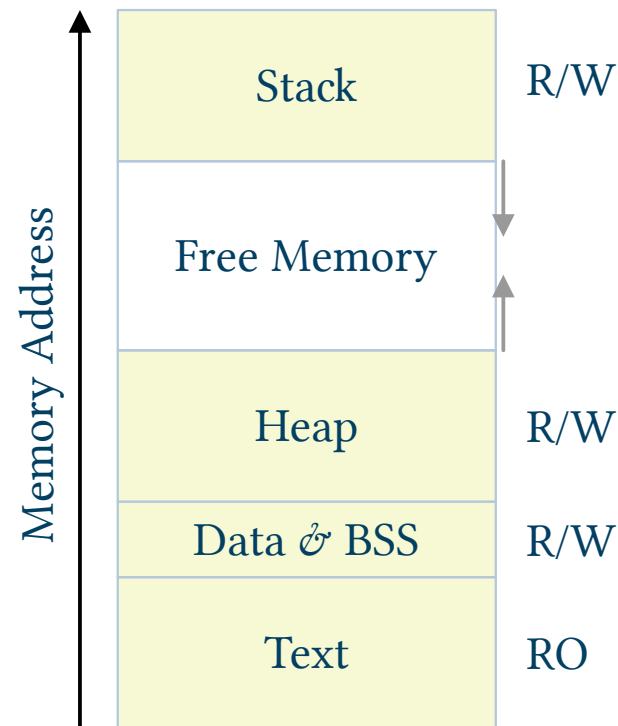 Memory Address
Stack R/W
Free Memory
Heap R/W
Data & BSS R/W
Text RO